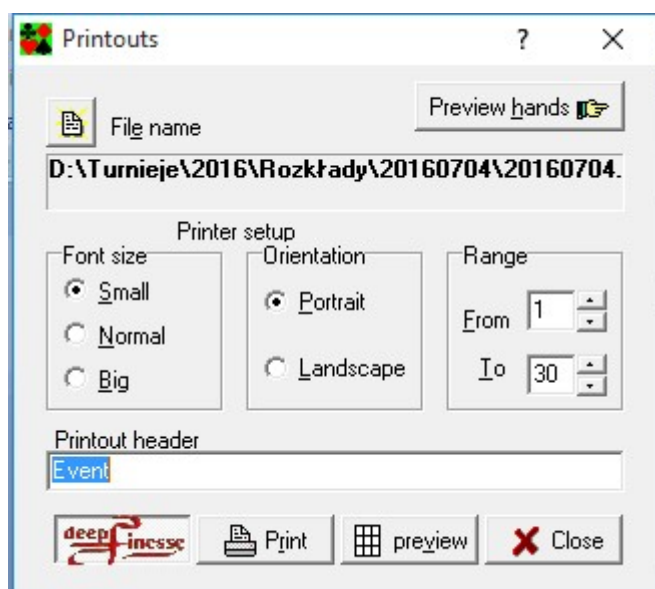 Printouts ?
Preview hands
File name
D:\Turnieje\2016\Rozkłady\20160704\20160704.
Printer setup
Font size Orientation Range
Small Portrait From 1
Normal
Big Landscape To 30
Printout header
Event
deep finesse Print preview Close